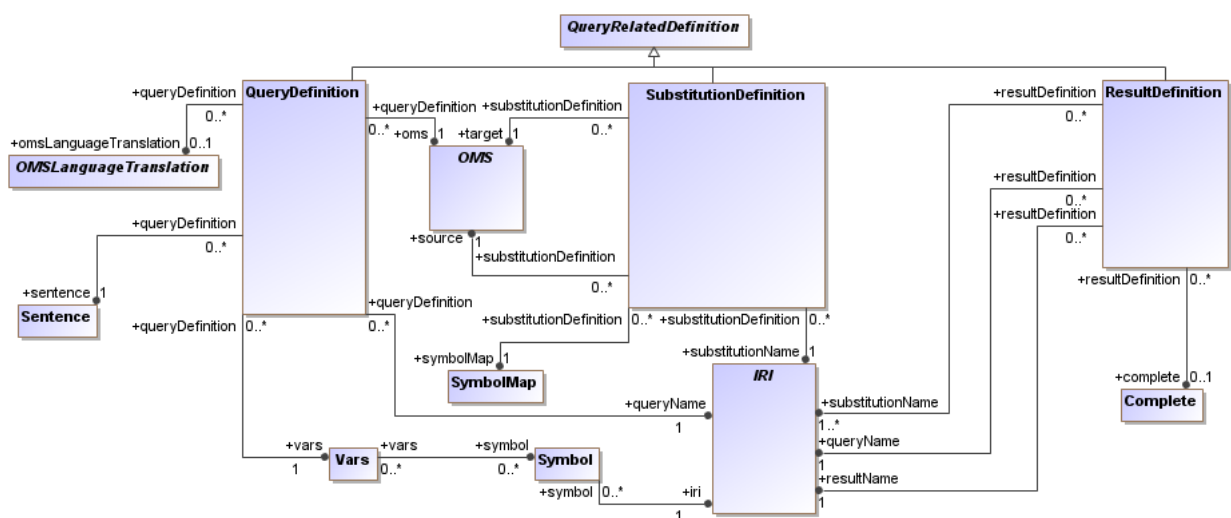 QueryRelatedDefinition
+queryDefinition
QueryDefinition
+queryDefinition
+substitutionDefinition
SubstitutionDefinition
+resultDefinition
ResultDefinition
0..*
0..*
0..*
0..*
+omsLanguageTranslation
0..1
+oms
1
+target
1
OMSLanguageTranslation
OMS
+resultDefinition
0..*
+queryDefinition
0..*
+resultDefinition
0..*
+source
1
+substitutionDefinition
0..*
+resultDefinition
0..*
+sentence
1
Sentence
+queryDefinition
0..*
+queryDefinition
0..*
+substitutionDefinition
0..*
+substitutionDefinition
0..*
+symbolMap
1
+substitutionName
1
SymbolMap
IRI
+complete
0..1
Complete
+queryName
1
+substitutionName
1..*
+vars
1
Vars
+vars
0..*
+symbol
0..*
Symbol
+queryName
1
+symbol
0..*
+iri
1
+resultName
1